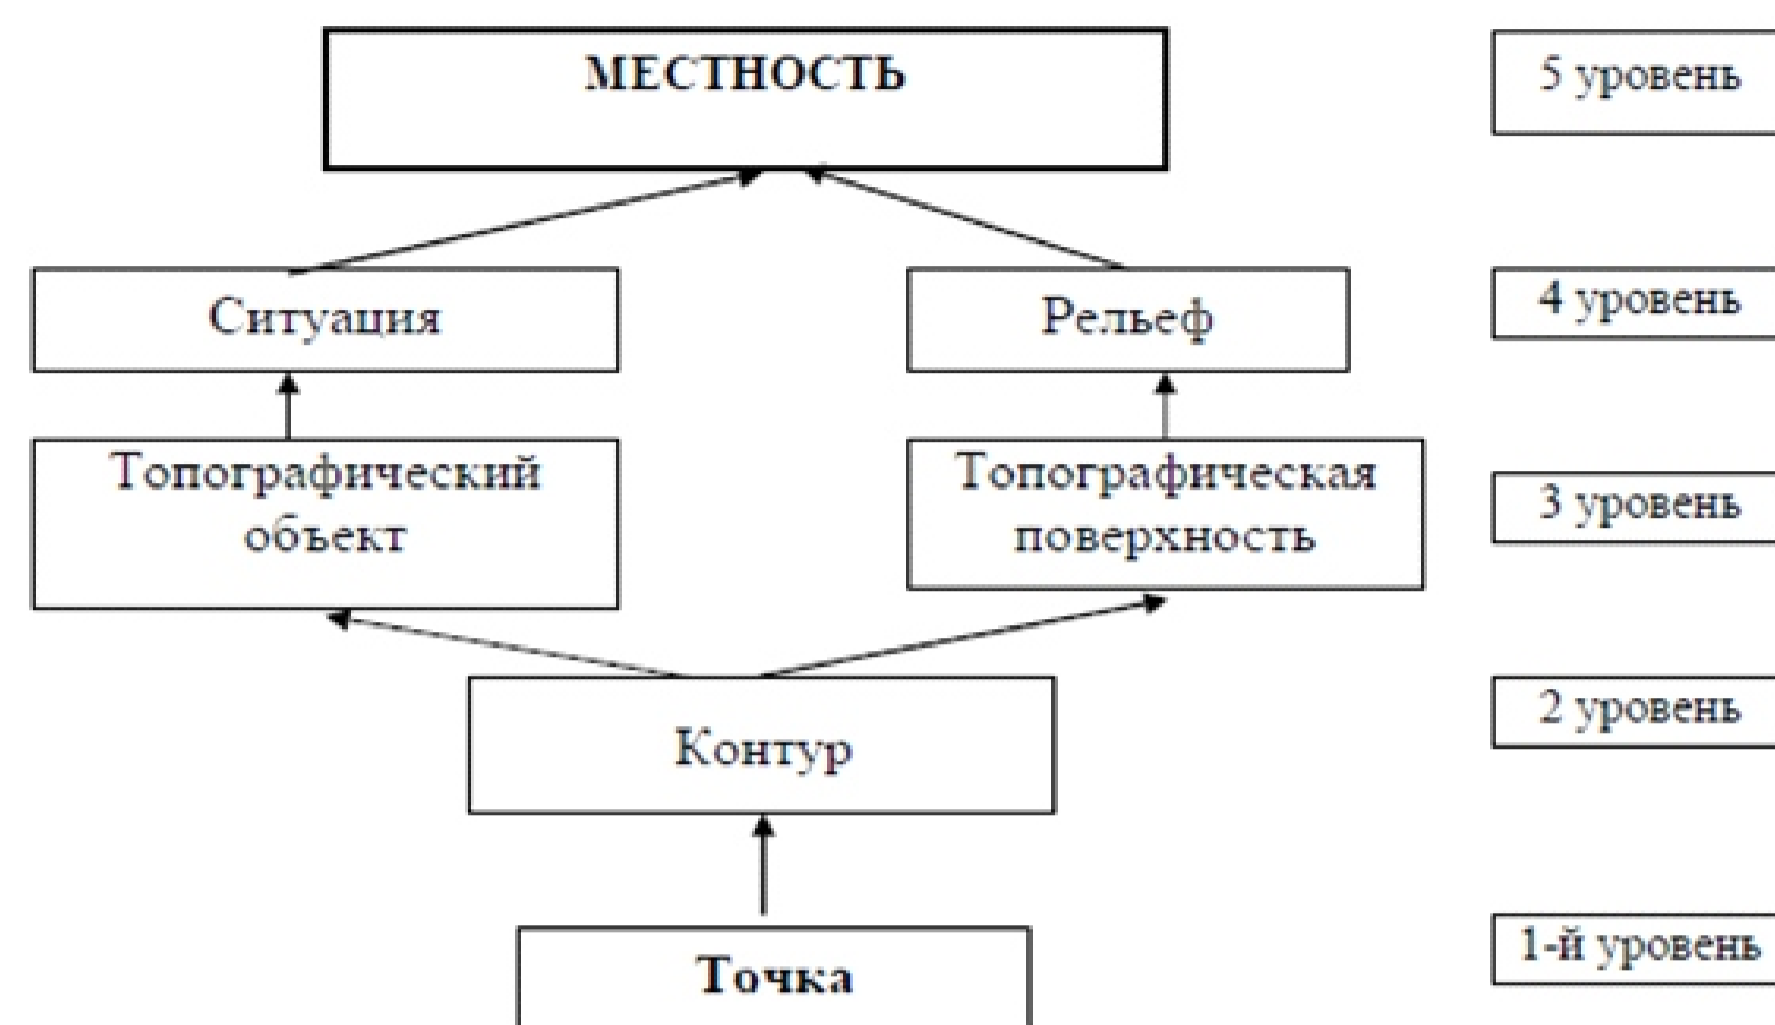 МЕСТНОСТЬ
5 уровень
Ситуация
Рельеф
4 уровень
Топографический
объект
Топографическая
поверхность
3 уровень
Контур
2 уровень
Точка
1-й уровень